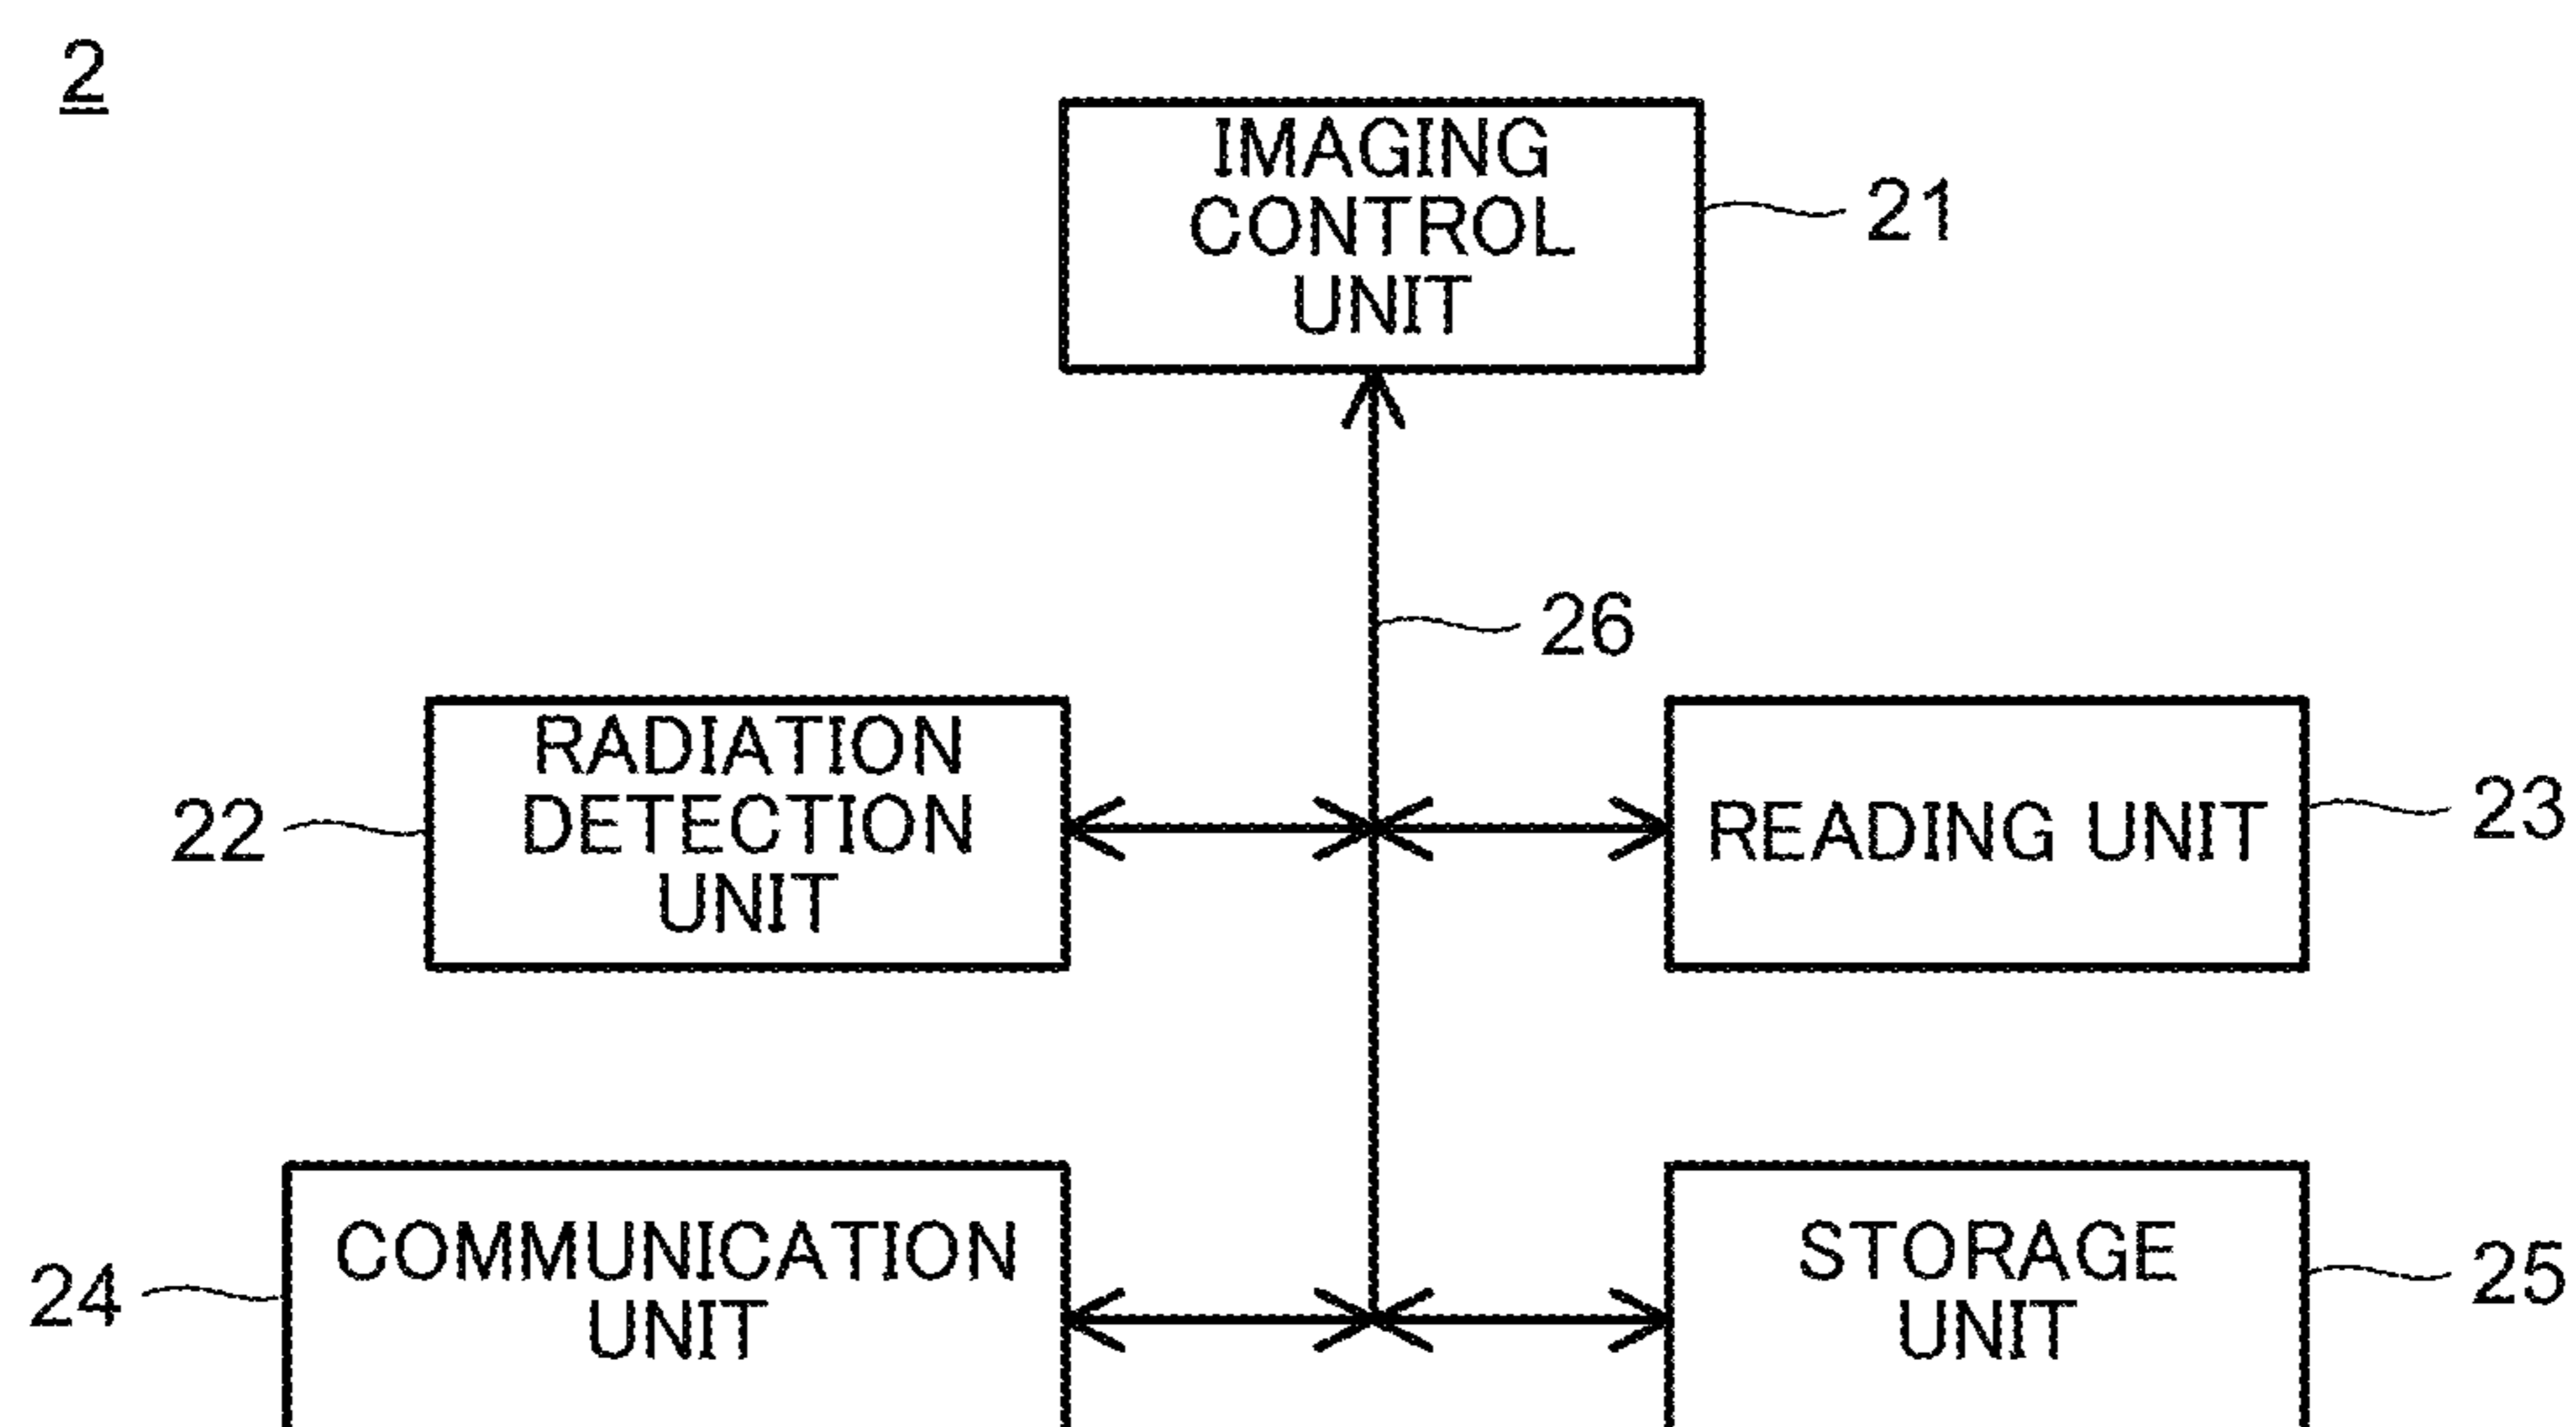 2
IMAGING
CONTROL
UNIT
21
26
RADIATION
DETECTION
UNIT
22
READING UNIT
23
COMMUNICATION
UNIT
24
STORAGE
UNIT
25